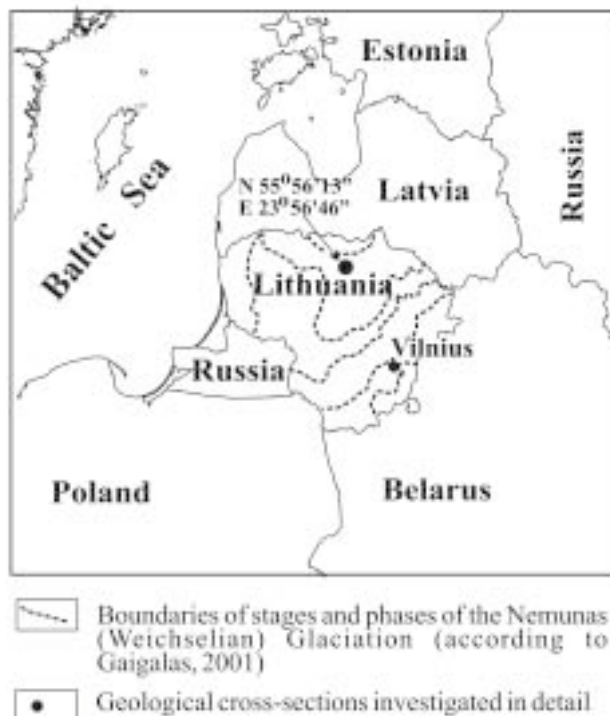 Estonia
Russia
Baltic Sea
N 55°56'13"
E 23°56'46"
Latvia
Lithuania
Vilnius
Russia
Poland
Belarus
Boundaries of stages and phases of the Nemunas
(Weichselian) Glaciation (according to
Gaigalas, 2001)
Geological cross-sections investigated in detail